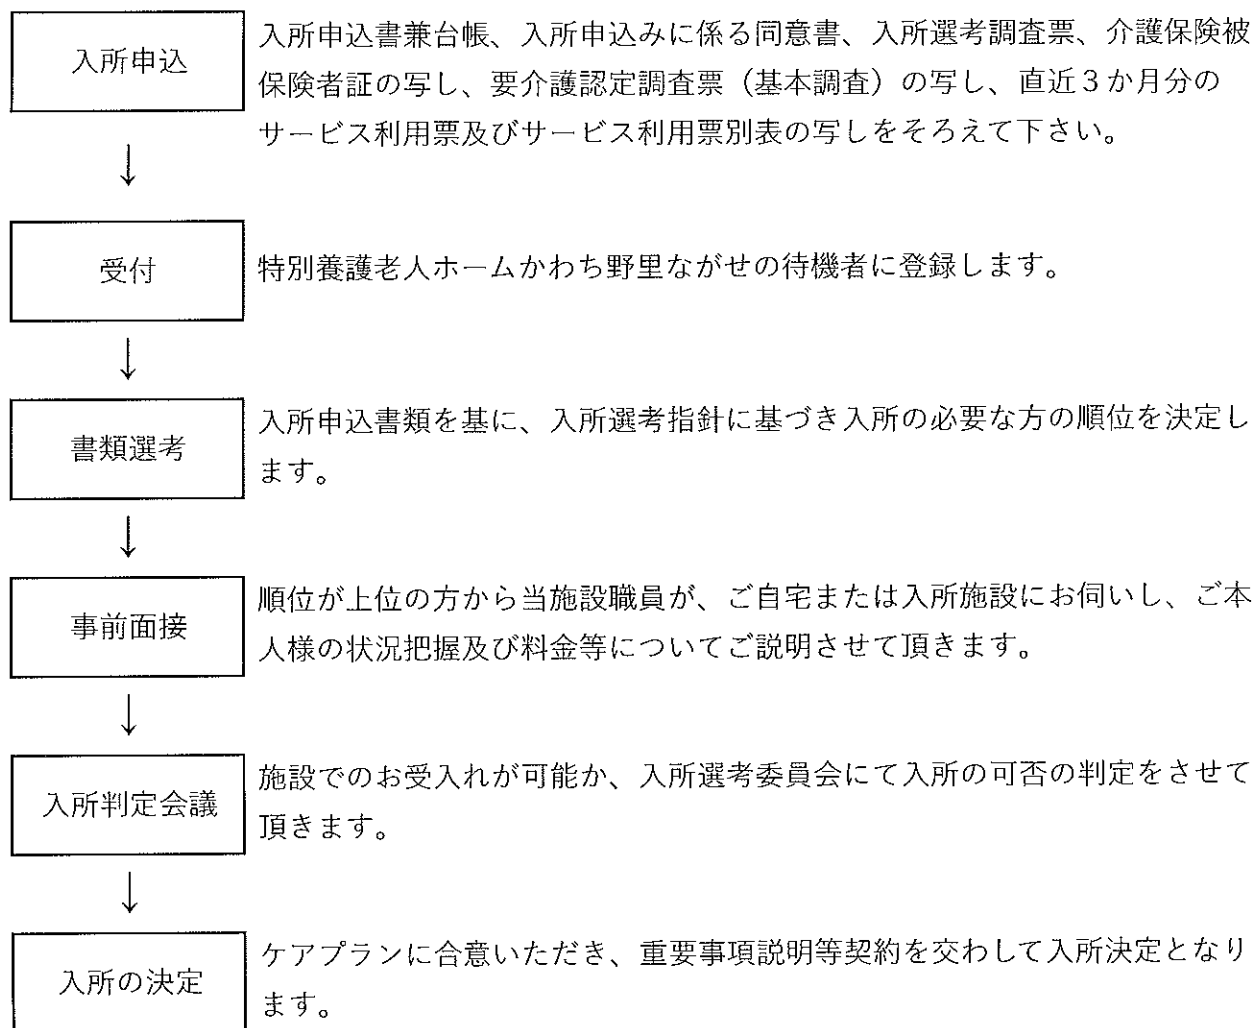 入所申込
入所申込書兼台帳、入所申込みに係る同意書、入所選考調査票、介護保険被
保険者証の写し、要介護認定調査票（基本調査）の写し、直近３か月分の
サービス利用票及びサービス利用票別表の写しをそろえて下さい。
↓
受付
特別養護老人ホームかわち野里ながせの待機者に登録します。
↓
書類選考
入所申込書類を基に、入所選考指針に基づき入所の必要な方の順位を決定し
ます。
↓
事前面接
順位が上位の方から当施設職員が、ご自宅または入所施設にお伺いし、ご本
人様の状況把握及び料金等についてご説明させて頂きます。
↓
入所判定会議
施設でのお受入れが可能か、入所選考委員会にて入所の可否の判定をさせて
頂きます。
↓
入所の決定
ケアプランに合意いただき、重要事項説明等契約を交わして入所決定となり
ます。